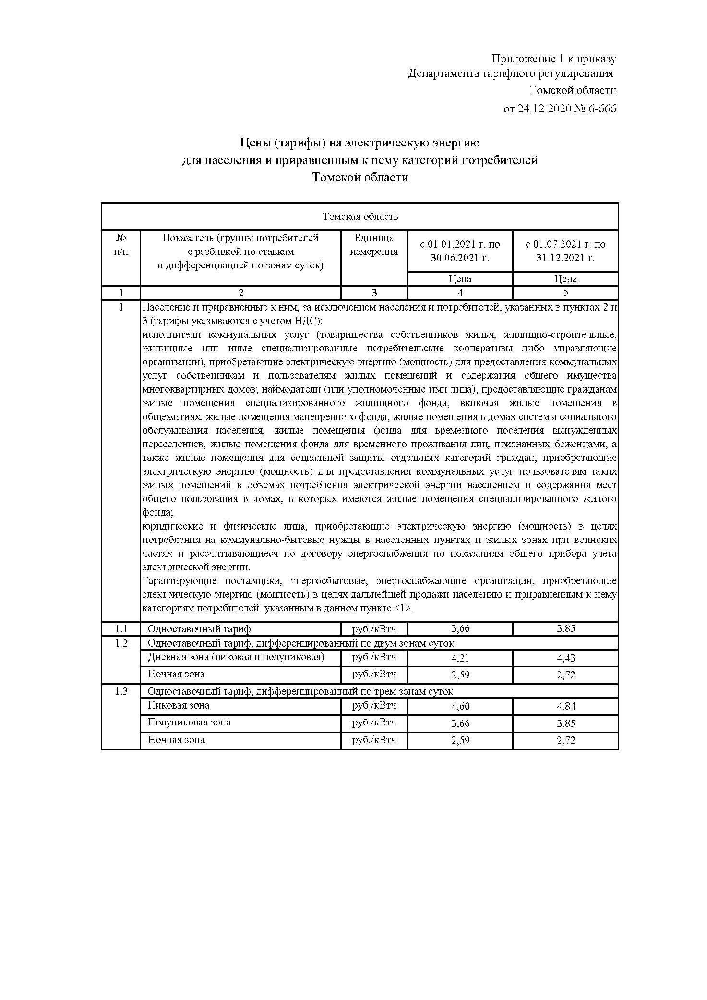 Приложение 1 к приказу
Департамента тарифного регулирования
Томской области
от 24.12.2020 № 6-666
Цены (тарифы) на электрическую энергию
для населения и приравненным к нему категорий потребителей
Томской области
Томская область
№ п/п
Показатель (группы потребителей
с разбивкой по ставкам
и дифференциацией по зонам суток)
Единица измерения
с 01.01.2021 г. по 30.06.2021 г.
с 01.07.2021 г. по 31.12.2021 г.
Цена Цена
1 2 3 4 5
1 Население и приравненные к ним, за исключением населения и потребителей, указанных в пунктах 2 и
3 (тарифы указываются с учетом НДС):
исполнители коммунальных услуг (товарищества собственников жилья, жилищно-строительные,
жилищные или иные специализированные потребительские кооперативы либо управляющие
организации), приобретающие электрическую энергию (мощность) для предоставления коммунальных
услуг собственникам и пользователям жилых помещений и содержания общего имущества
многоквартирных домов; наймодатели (или уполномоченные ими лица), предоставляющие гражданам
жилые помещения специализированного жилищного фонда, включая жилые помещения в
общежитиях, жилые помещения маневренного фонда, жилые помещения в домах системы социального
обслуживания населения, жилые помещения фонда для временного поселения вынужденных
переселенцев, жилые помещения фонда для временного проживания лиц, признанных беженцами, а
также жилые помещения для социальной защиты отдельных категорий граждан, приобретающие
электрическую энергию (мощность) для предоставления коммунальных услуг пользователям таких
жилых помещений в объемах потребления электрической энергии населением и содержания мест
общего пользования в домах, в которых имеются жилые помещения специализированного жилого
фонда;
юридические и физические лица, приобретающие электрическую энергию (мощность) в целях
потребления на коммунально-бытовые нужды в населенных пунктах и жилых зонах при воинских
частях и рассчитывающиеся по договору энергоснабжения по показаниям общего прибора учета
электрической энергии.
Гарантирующие поставщики, энергосбытовые, энергоснабжающие организации, приобретающие
электрическую энергию (мощность) в целях дальнейшей продажи населению и приравненным к нему
категориям потребителей, указанным в данном пункте <1>.
1.1 Одноставочный тариф руб./кВтч 3,66 3,85
1.2 Одноставочный тариф, дифференцированный по двум зонам суток
Дневная зона (пиковая и полупиковая) руб./кВтч 4,21 4,43
Ночная зона руб./кВтч 2,59 2,72
1.3 Одноставочный тариф, дифференцированный по трем зонам суток
Пиковая зона руб./кВтч 4,60 4,84
Полупиковая зона руб./кВтч 3,66 3,85
Ночная зона руб./кВтч 2,59 2,72